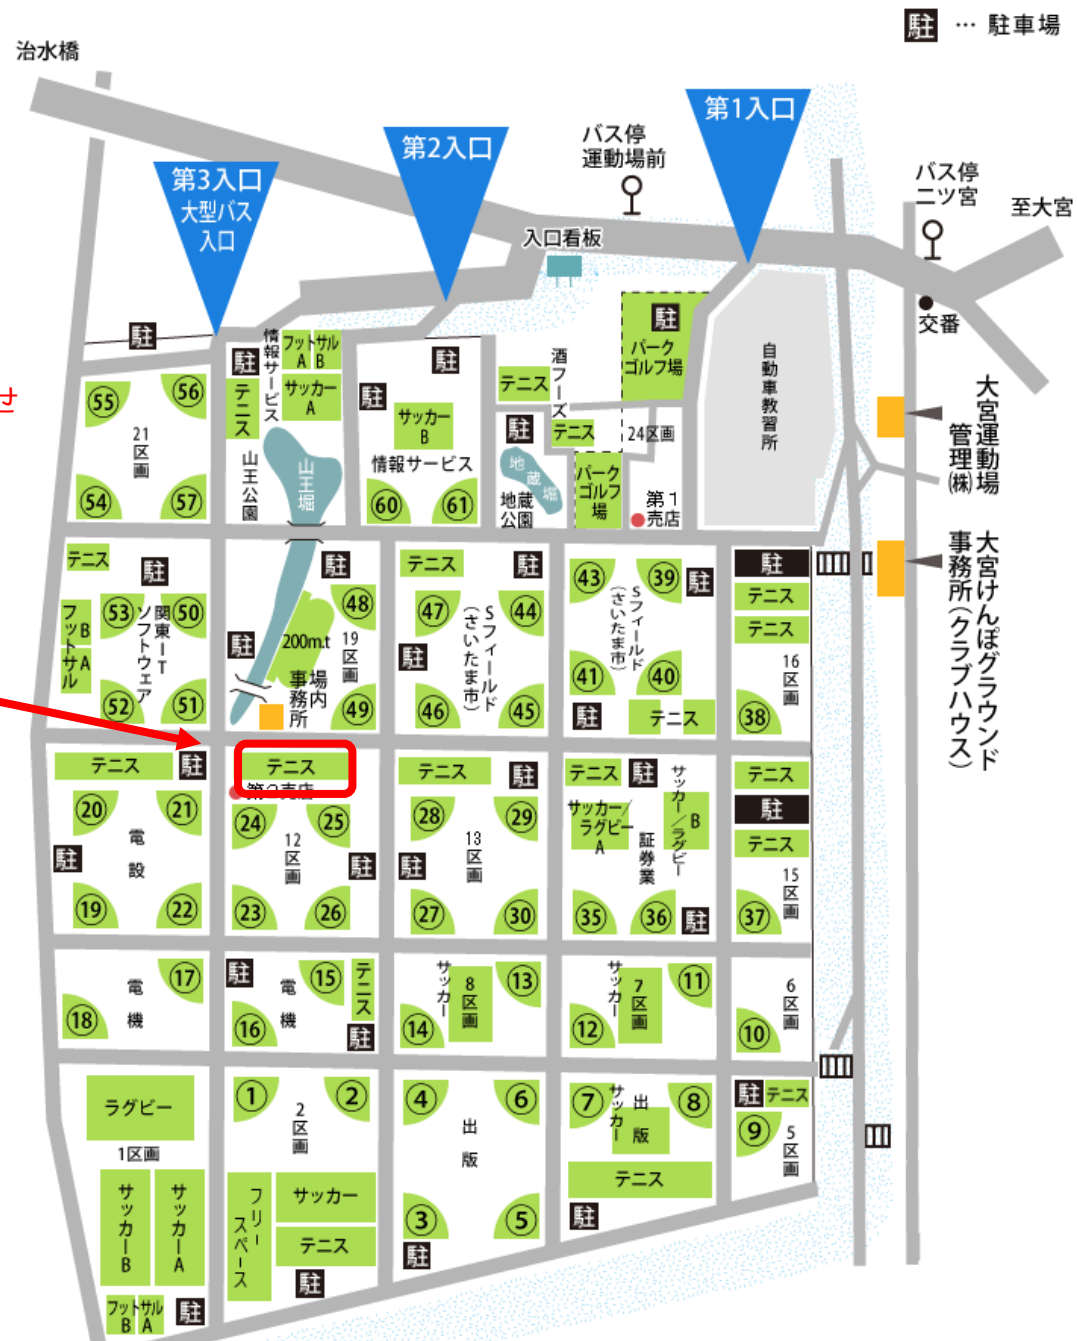 駐 … 駐車場
治水橋
第1入口
第2入口
第3入口
大型バス
入口
バス停
運動場前
バス停
二ツ宮
至大宮
入口看板
交番
せ
駐
駐
情報サービス
フットサル
A B
サッカー
A
テニス
山王公園
山王堀
駐
駐
サッカー
B
情報サービス
60
61
酒フーズ
テニス
駐
テニス
地蔵堀
地蔵
公園
駐
パーク
ゴルフ場
24区画
パーク
ゴルフ
場
第1
売店
自動車教習所
大宮運動場
管理㈱
大宮けんぽグラウンド
事務所(クラブハウス)
55
56
21区画
54
57
テニス
駐
フットサル
B
A
53
50
関東IT
ソフトウェア
52
51
駐
48
200m.t
19区画
駐
場内
事務所
49
テニス
駐
47
44
Sフィールド
(さいたま市)
駐
46
45
43
39
駐
Sフィールド
(さいたま市)
41
40
駐
テニス
駐
テニス
テニス
16区画
38
テニス
駐
20
21
電設
駐
19
22
テニス
第2売店
24
25
12区画
駐
23
26
テニス
駐
28
29
13区画
駐
27
30
テニス
駐
サッカー/
ラグビー
A
サッカー/ラグビー
B
証券業
35
36
駐
テニス
駐
テニス
15区画
37
17
電機
18
駐
15
テニス
電機
16
駐
サッカー
8区画
13
14
サッカー
7区画
11
12
6区画
10
ラグビー
1区画
サッカーB
サッカーA
フットサル
B A
駐
1
2
2区画
フリースペース
サッカー
テニス
駐
4
6
出版
3
5
駐
7
サッカー
出版
8
テニス
駐
駐
テニス
9
5区画